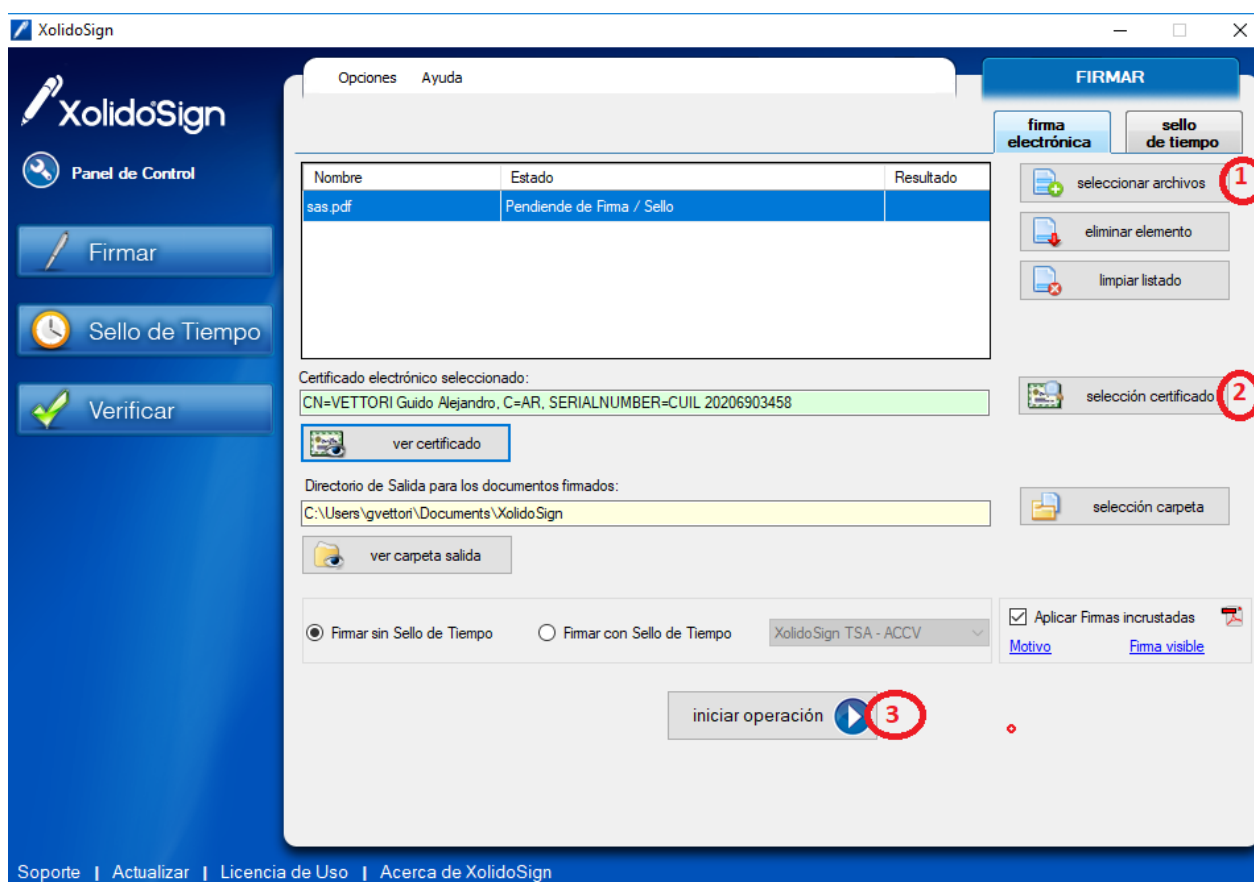 XolidoSign
Opciones Ayuda
FIRMAR
XolidoSign
firma electrónica
sello de tiempo
Panel de Control
Nombre Estado Resultado
seleccionar archivos 1
sas.pdf Pendiende de Firma / Sello
eliminar elemento
Firmar
limpiar listado
Sello de Tiempo
Certificado electrónico seleccionado:
selección certificado 2
CN=VETTORI Guido Alejandro, C=AR, SERIALNUMBER=CUIL 20206903458
Verificar
ver certificado
Directorio de Salida para los documentos firmados:
C:\Users\gvettori\Documents\XolidoSign
selección carpeta
ver carpeta salida
Firmar sin Sello de Tiempo Firmar con Sello de Tiempo XolidoSign TSA - ACCV
Aplicar Firmas incrustadas
Motivo Firma visible
iniciar operación 3
Soporte | Actualizar | Licencia de Uso | Acerca de XolidoSign